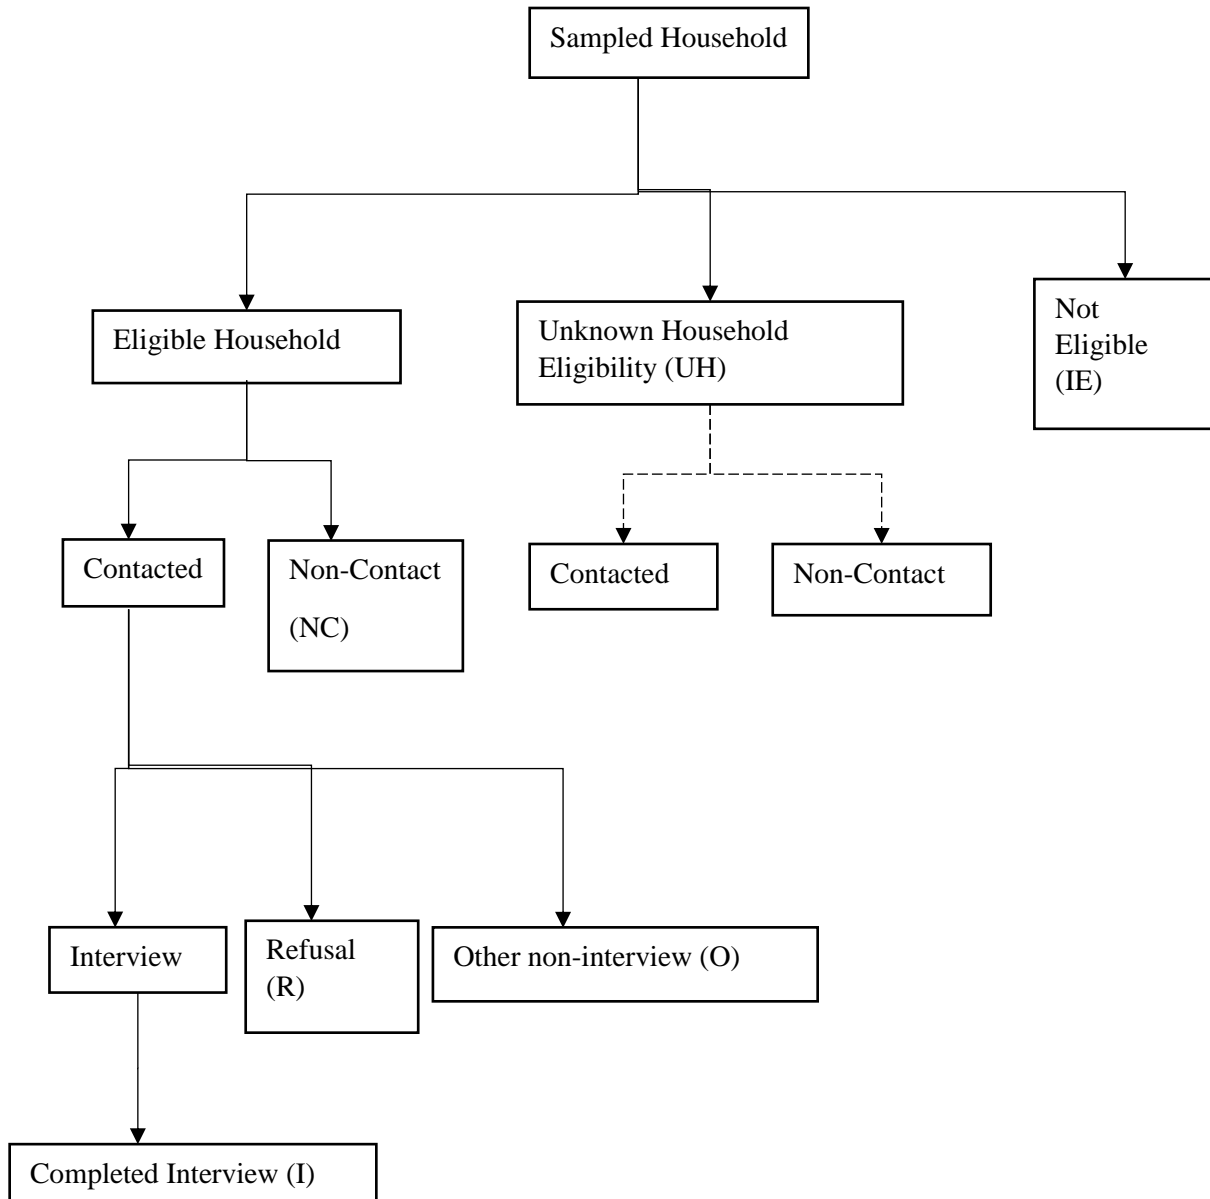 Sampled Household
Eligible Household
Unknown Household
Eligibility (UH)
Not
Eligible
(IE)
Contacted
Non-Contact
(NC)
Contacted
Non-Contact
Interview
Refusal
(R)
Other non-interview (O)
Completed Interview (I)